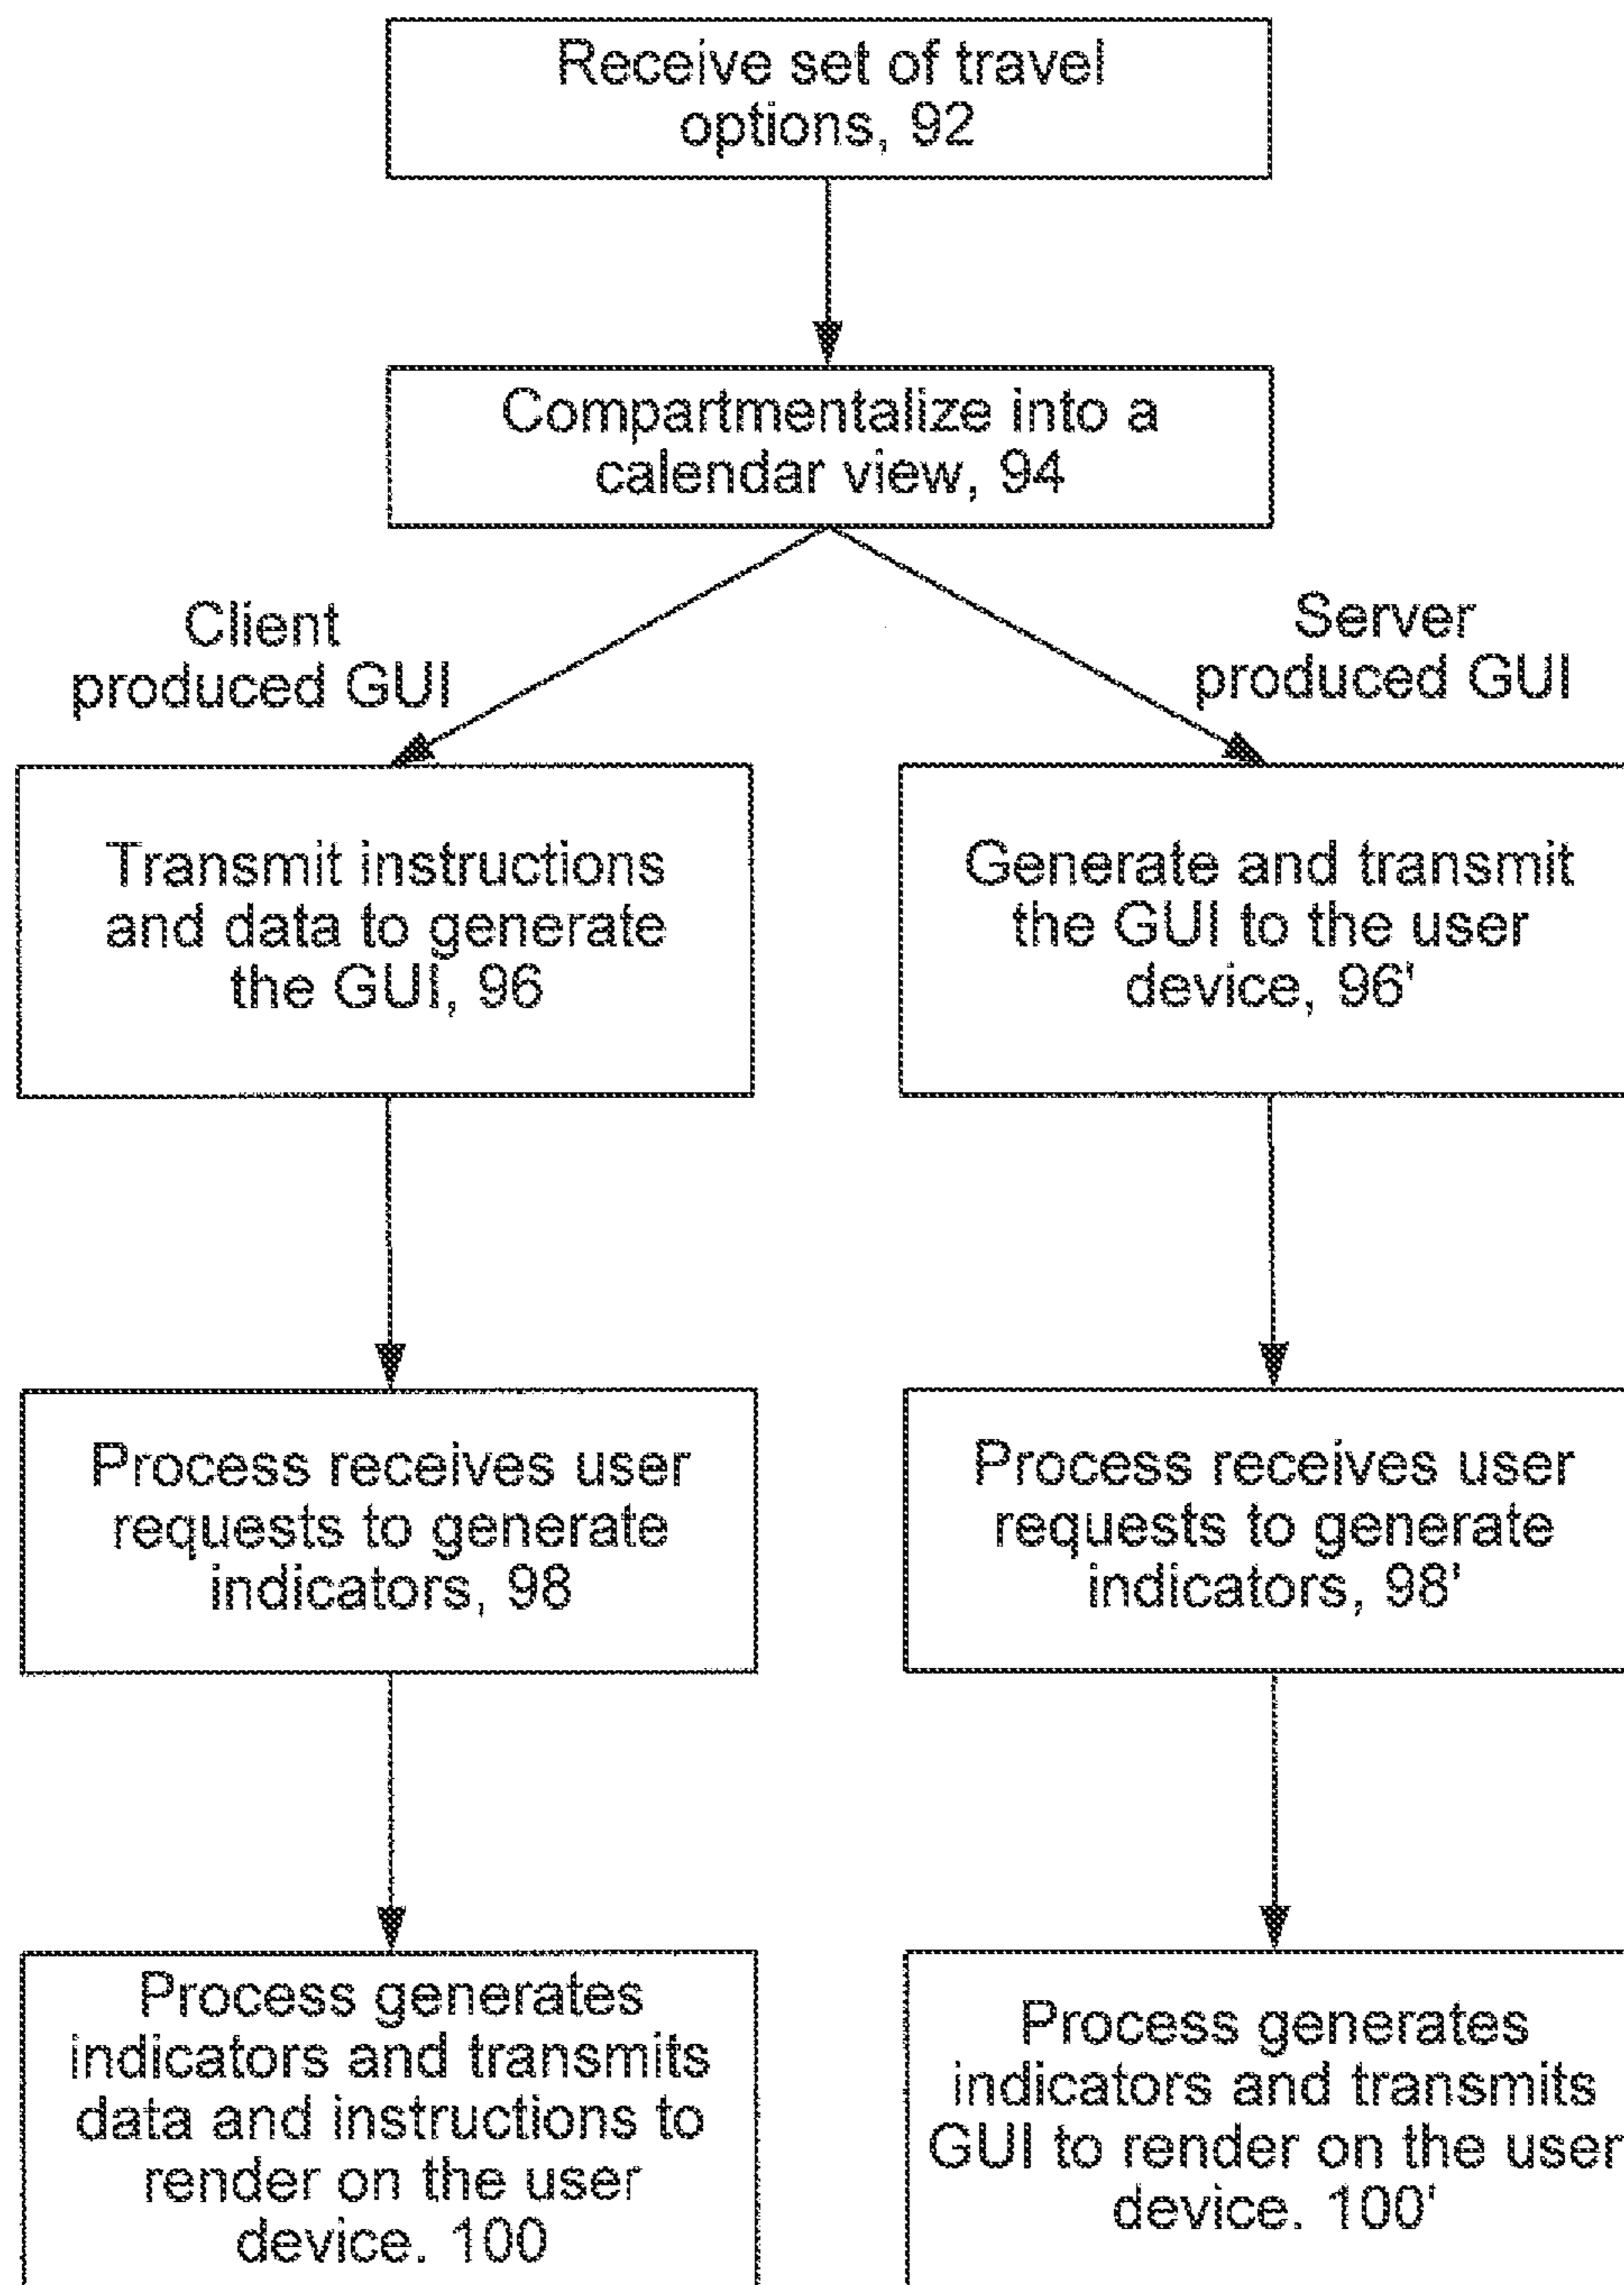 Receive set of travel
options, 92
Compartmentalize into a
calendar view, 94
Client
produced GUI
Server
produced GUI
Transmit instructions
and data to generate
the GUI, 96
Generate and transmit
the GUI to the user
device, 96'
Process receives user
requests to generate
indicators, 98
Process receives user
requests to generate
indicators, 98'
Process generates
indicators and transmits
data and instructions to
render on the user
device. 100
Process generates
indicators and transmits
GUI to render on the user
device. 100'